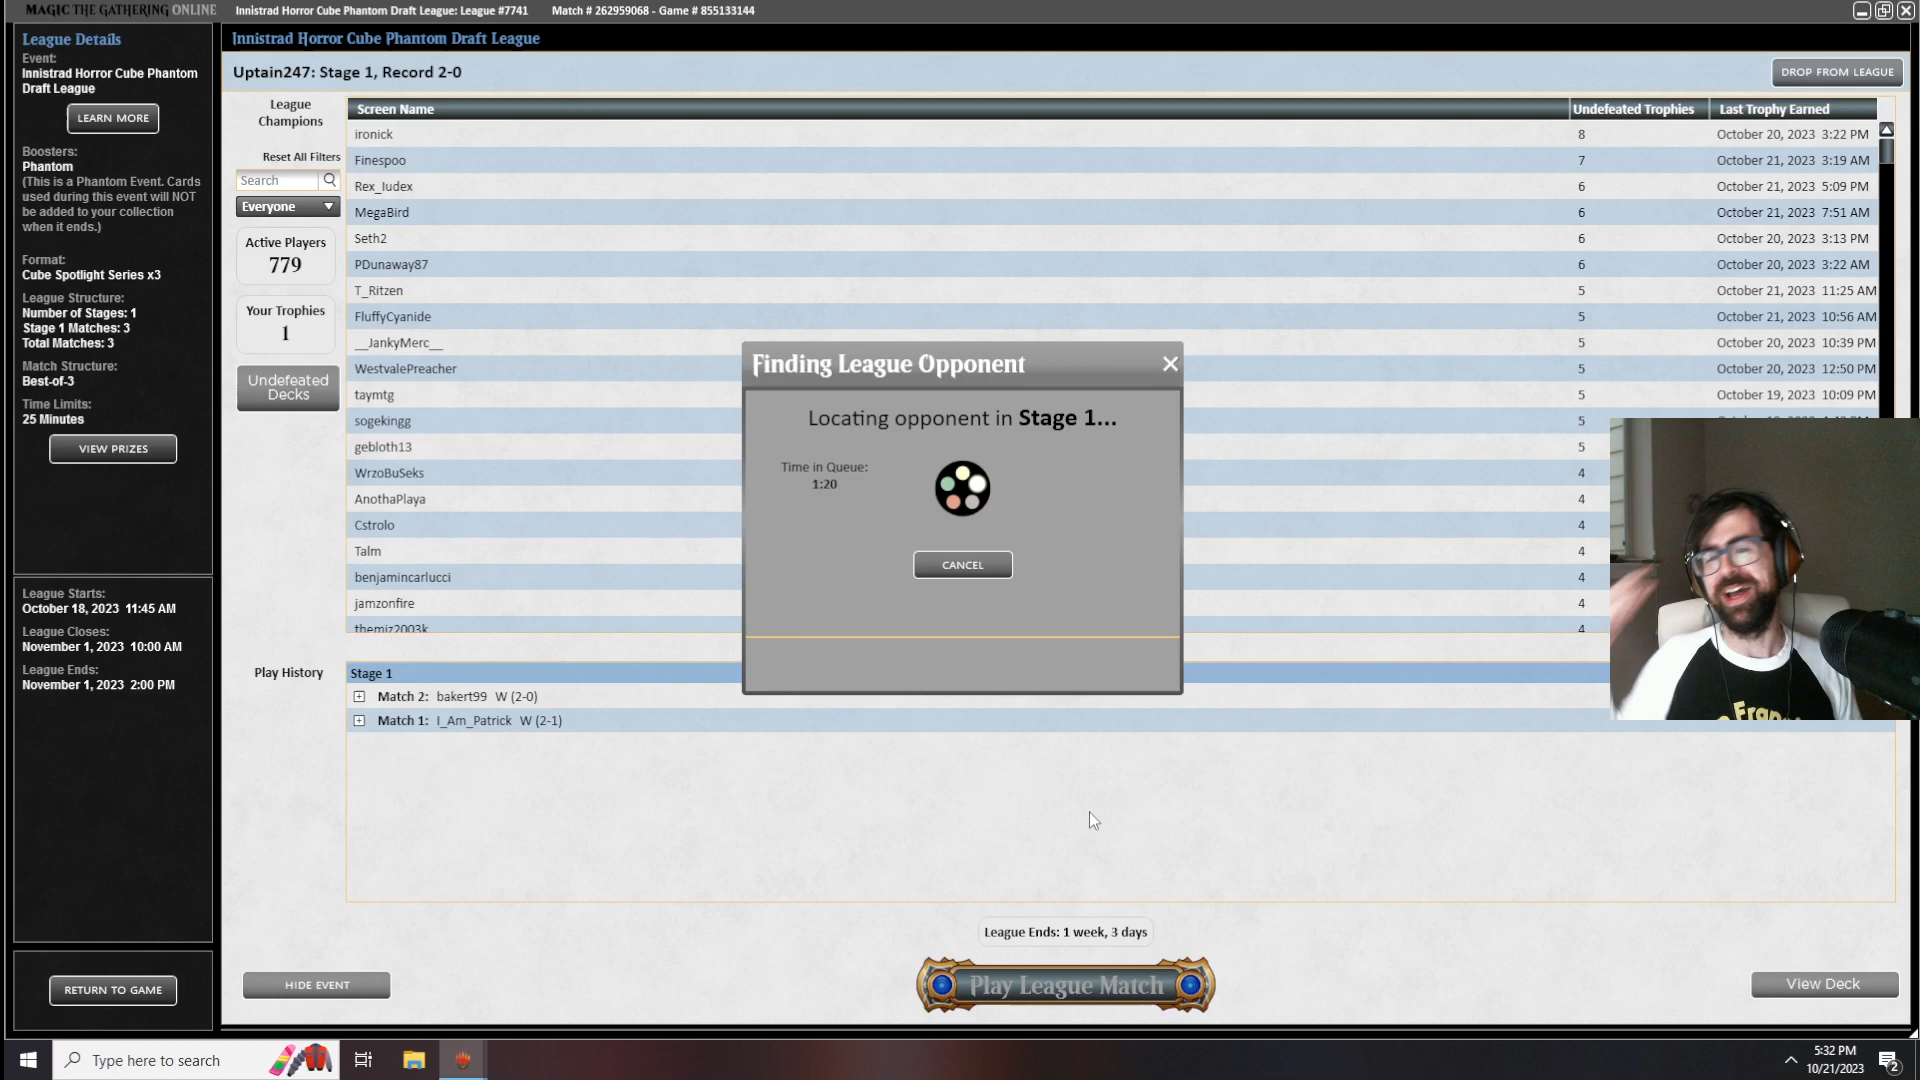 MAGIC THE GATHERING ONLINE
Innistrad Horror Cube Phantom Draft League: League #7741
Match # 262959068 - Game # 855133144
League Details
Event:
Innistrad Horror Cube Phantom
Draft League
LEARN MORE
Boosters:
Phantom
(This is a Phantom Event. Cards
used during this event will NOT
be added to your collection
when it ends.)
Format:
Cube Spotlight Series x3
League Structure:
Number of Stages: 1
Stage 1 Matches: 3
Total Matches: 3
Match Structure:
Best-of-3
Time Limits:
25 Minutes
VIEW PRIZES
League Starts:
October 18, 2023 11:45 AM
League Closes:
November 1, 2023 10:00 AM
League Ends:
November 1, 2023 2:00 PM
RETURN TO GAME
Innistrad Horror Cube Phantom Draft League
Uptain247: Stage 1, Record 2-0
DROP FROM LEAGUE
League
Champions
Reset All Filters
Search
Everyone
Active Players
779
Your Trophies
1
Undefeated
Decks
Screen Name Undefeated Trophies Last Trophy Earned
ironick 8 October 20, 2023 3:22 PM
Finespoo 7 October 21, 2023 3:19 AM
Rex_Iudex 6 October 21, 2023 5:09 PM
MegaBird 6 October 21, 2023 7:51 AM
Seth2 6 October 20, 2023 3:13 PM
PDunaway87 6 October 20, 2023 3:22 AM
T_Ritzen 5 October 21, 2023 11:25 AM
FluffyCyanide 5 October 21, 2023 10:56 AM
__JankyMerc__ 5 October 20, 2023 10:39 PM
WestvalePreacher 5 October 20, 2023 12:50 PM
taymtg 5 October 19, 2023 10:09 PM
sogekingg 5
gebloth13 5
WrzoBuSeks 4
AnothaPlaya 4
Cstrolo 4
Talm 4
benjamincarlucci 4
jamzonfire 4
themiz2003k 4
Finding League Opponent
Locating opponent in Stage 1...
Time in Queue:
1:20
CANCEL
Play History
Stage 1
Match 2: bakert99 W (2-0)
Match 1: I_Am_Patrick W (2-1)
League Ends: 1 week, 3 days
HIDE EVENT
Play League Match
View Deck
Type here to search
5:32 PM
10/21/2023
2